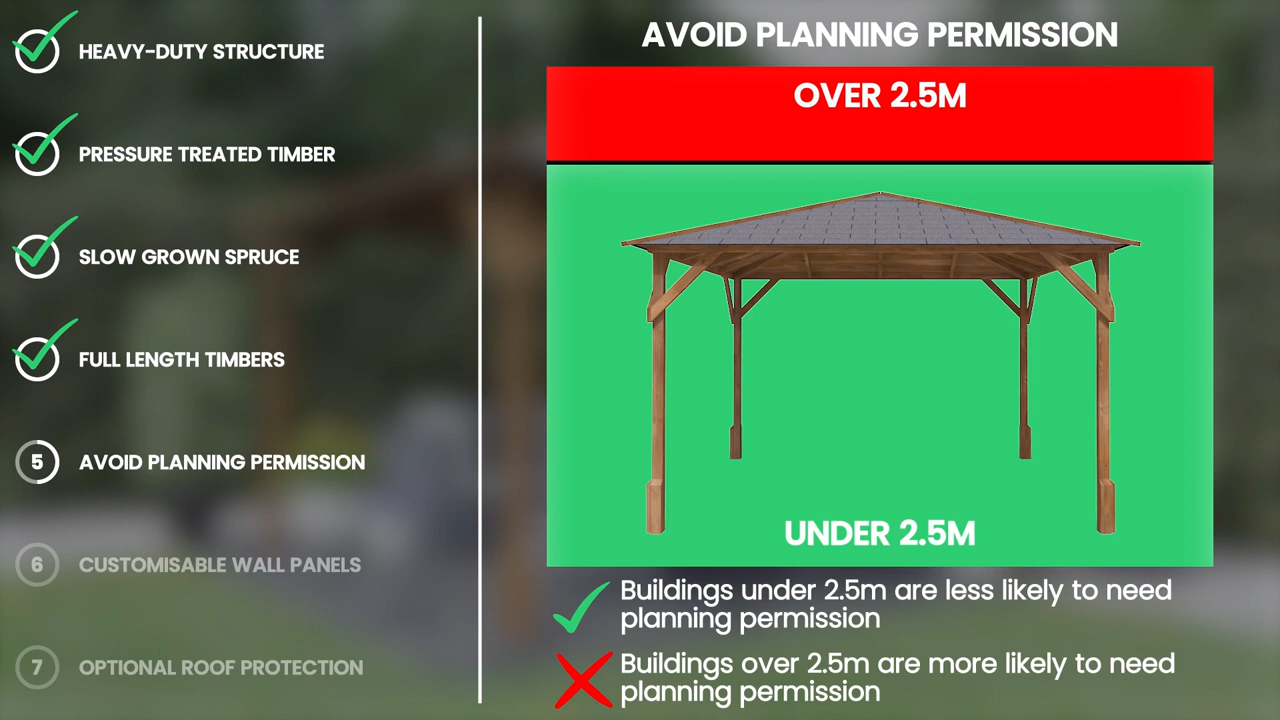 HEAVY-DUTY STRUCTURE
PRESSURE TREATED TIMBER
SLOW GROWN SPRUCE
FULL LENGTH TIMBERS
5 AVOID PLANNING PERMISSION
6 CUSTOMISABLE WALL PANELS
7 OPTIONAL ROOF PROTECTION
AVOID PLANNING PERMISSION
OVER 2.5M
UNDER 2.5M
Buildings under 2.5m are less likely to need
planning permission
Buildings over 2.5m are more likely to need
planning permission